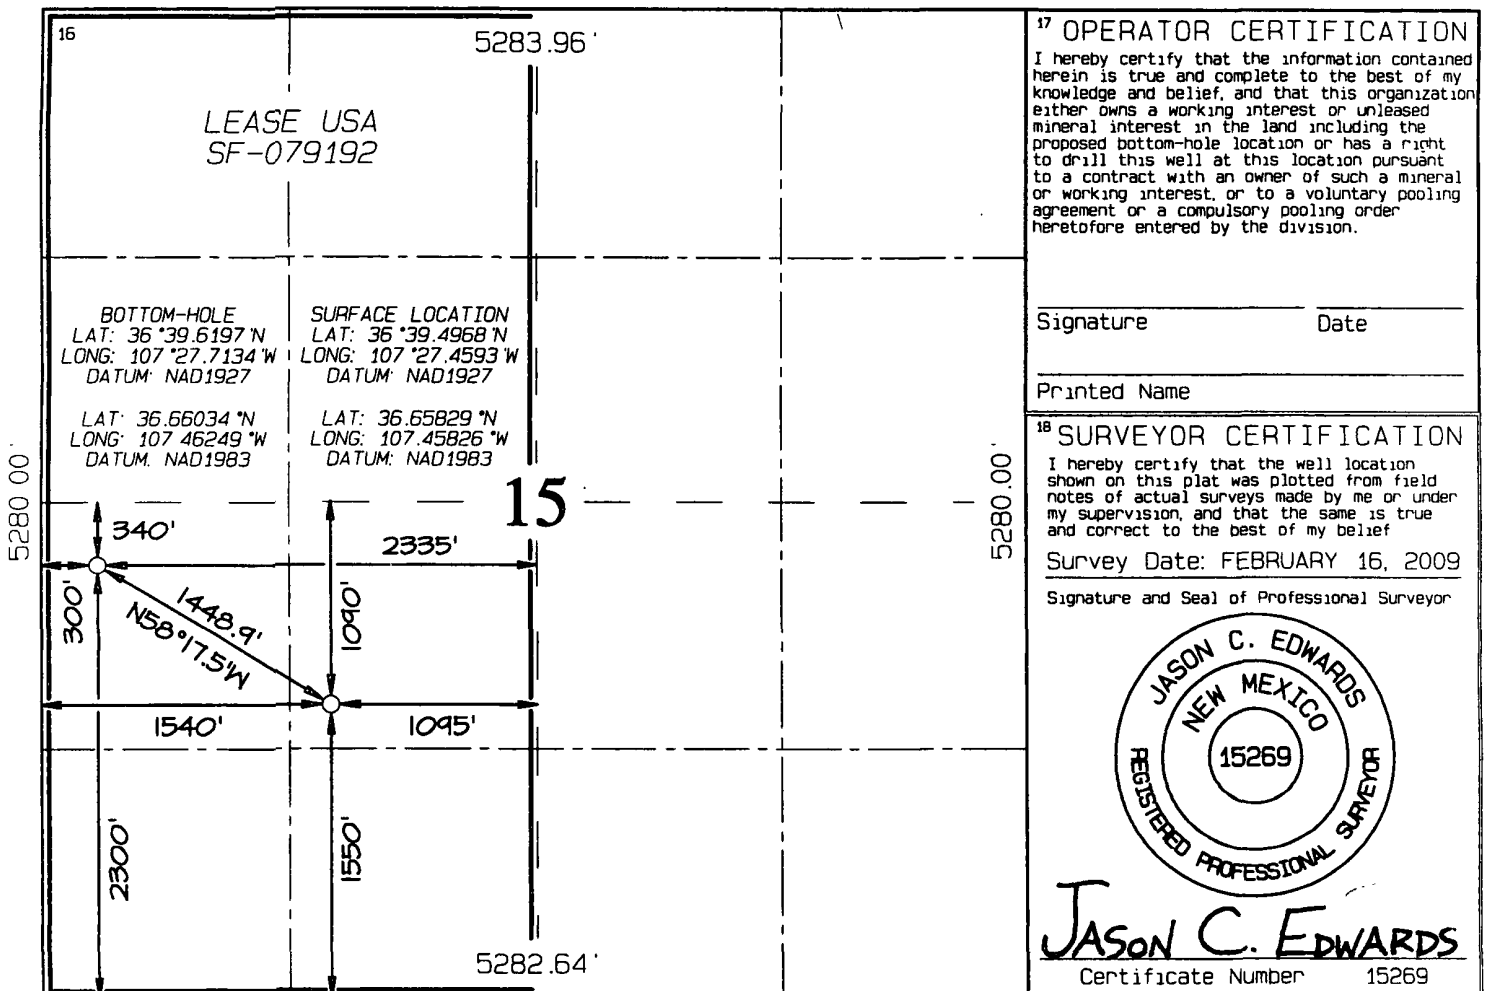 16
5283.96'
LEASE USA
SF-079192
BOTTOM-HOLE
LAT: 36°39.6197'N
LONG: 107°27.7134'W
DATUM: NAD1927
LAT: 36.66034°N
LONG: 107 46249°W
DATUM. NAD1983
SURFACE LOCATION
LAT: 36°39.4968'N
LONG: 107°27.4593'W
DATUM: NAD1927
LAT: 36.65829°N
LONG: 107.45826°W
DATUM: NAD1983
5280 00'
15
5280.00'
340'
2335'
300'
1448.9'
N58°17.5'W
1090'
1540'
1095'
2300'
1550'
5282.64'
17 OPERATOR CERTIFICATION
I hereby certify that the information contained
herein is true and complete to the best of my
knowledge and belief, and that this organization
either owns a working interest or unleased
mineral interest in the land including the
proposed bottom-hole location or has a right
to drill this well at this location pursuant
to a contract with an owner of such a mineral
or working interest, or to a voluntary pooling
agreement or a compulsory pooling order
heretofore entered by the division.
Signature Date
Printed Name
18 SURVEYOR CERTIFICATION
I hereby certify that the well location
shown on this plat was plotted from field
notes of actual surveys made by me or under
my supervision, and that the same is true
and correct to the best of my belief
Survey Date: FEBRUARY 16, 2009
Signature and Seal of Professional Surveyor
JASON C. EDWARDS
NEW MEXICO
15269
REGISTERED PROFESSIONAL SURVEYOR
JASON C. EDWARDS
Certificate Number 15269